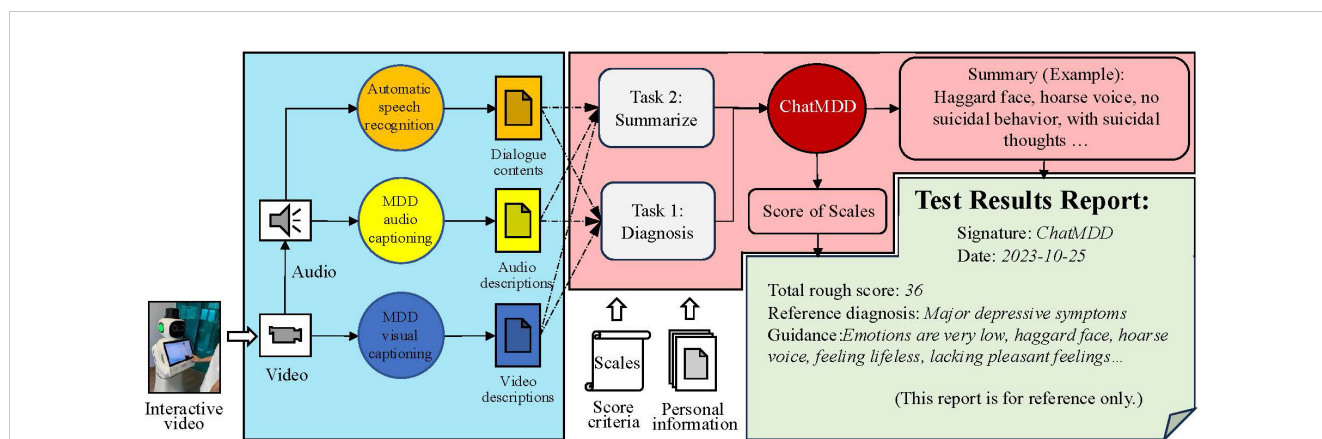 Automatic
speech
recognition
Dialogue
contents
MDD
audio
captioning
Audio
descriptions
Audio
MDD
visual
captioning
Video
descriptions
Video
Interactive
video
Task 2:
Summarize
Task 1:
Diagnosis
ChatMDD
Score of Scales
Summary (Example):
Haggard face, hoarse voice, no
suicidal behavior, with suicidal
thoughts …
Scales
Score
criteria
Personal
information
Test Results Report:
Signature: ChatMDD
Date: 2023-10-25
Total rough score: 36
Reference diagnosis: Major depressive symptoms
Guidance:Emotions are very low, haggard face, hoarse
voice, feeling lifeless, lacking pleasant feelings...
(This report is for reference only.)